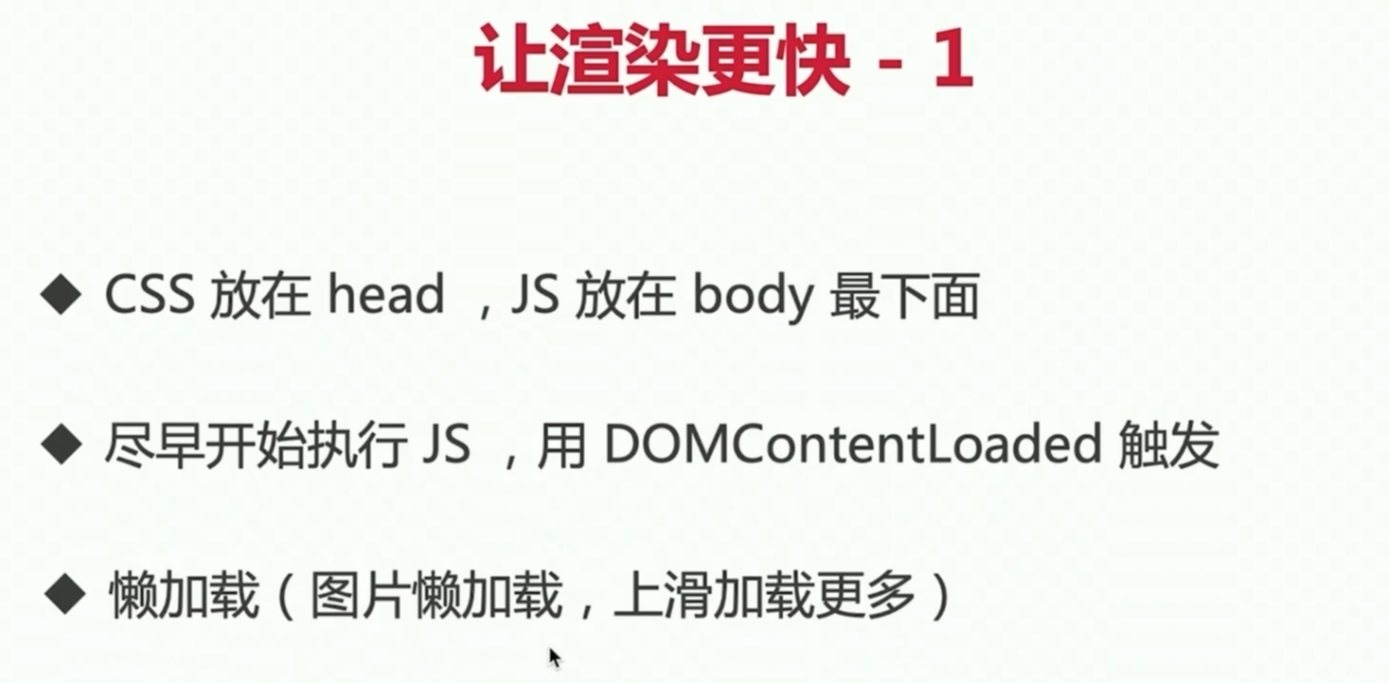 让渲染更快 - 1
◆ CSS 放在 head ，JS 放在 body 最下面
◆ 尽早开始执行 JS ，用 DOMContentLoaded 触发
◆ 懒加载（图片懒加载，上滑加载更多）